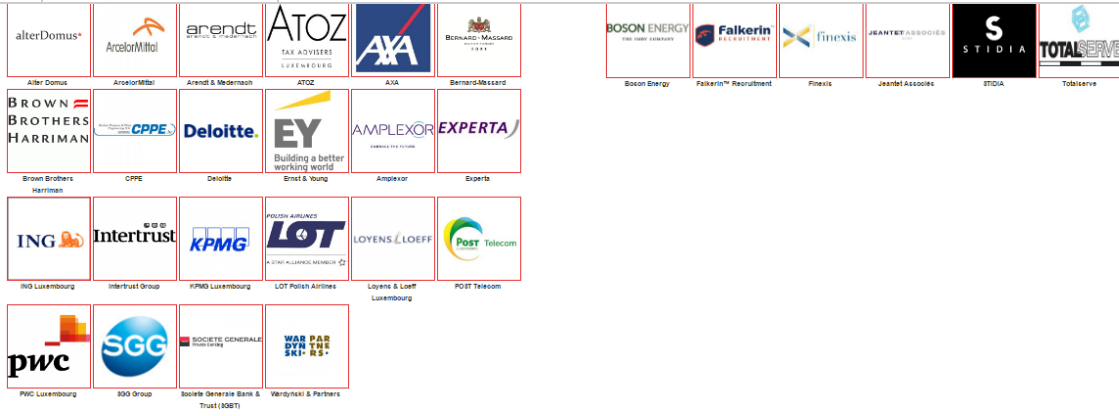 alterDomus*
ArcelorMittal
arendt
arendt & medernach
ATOZ
TAX ADVISERS
LUXEMBOURG
AXA
BERNARD-MASSARD
BOSON ENERGY
Falkerin
RECRUITMENT
finexis
JEANTETASSOCIÉS
S
STIDIA
TOTALSERVE
Alter Domus
ArcelorMittal
Arendt & Medernach
ATOZ
AXA
Bernard-Massard
Boson Energy
Falkerin™ Recruitment
Finexis
Jeantet Associés
STIDIA
Totalserve
BROWN
BROTHERS
HARRIMAN
CPPE
Deloitte.
EY
Building a better
working world
AMPLEXOR
EXPERTA
Brown Brothers
Harriman
CPPE
Deloitte
Ernst & Young
Amplexor
Experta
ING
Intertrust
KPMG
POLISH AIRLINES
LOT
A STAR ALLIANCE MEMBER
LOYENS LOEFF
POST Telecom
ING Luxembourg
Intertrust Group
KPMG Luxembourg
LOT Polish Airlines
Loyens & Loeff
Luxembourg
POST Telecom
pwc
SGG
SOCIETE GENERALE
Private Banking
WAR PAR
DYN TNE
SKI• RS•
PWC Luxembourg
SGG Group
Societe Generale Bank &
Trust (SGBT)
Wardyński & Partners